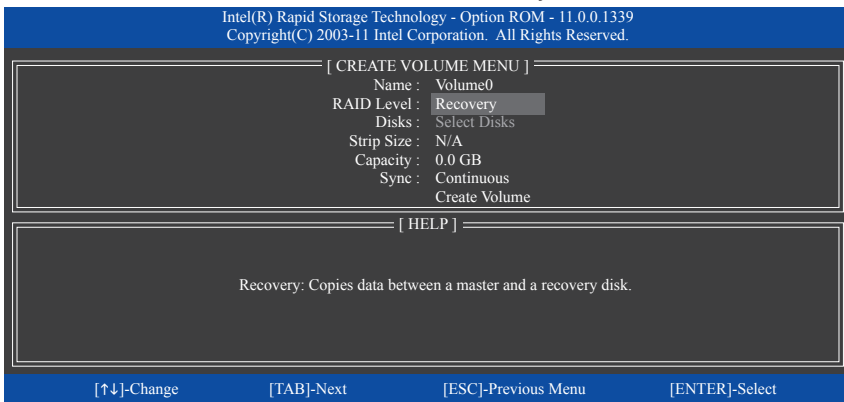 Intel(R) Rapid Storage Technology - Option ROM - 11.0.0.1339
Copyright(C) 2003-11 Intel Corporation. All Rights Reserved.
[ CREATE VOLUME MENU ]
Name : Volume0
RAID Level : Recovery
Disks : Select Disks
Strip Size : N/A
Capacity : 0.0 GB
Sync : Continuous
Create Volume
[ HELP ]
Recovery: Copies data between a master and a recovery disk.
[↑↓]-Change [TAB]-Next [ESC]-Previous Menu [ENTER]-Select